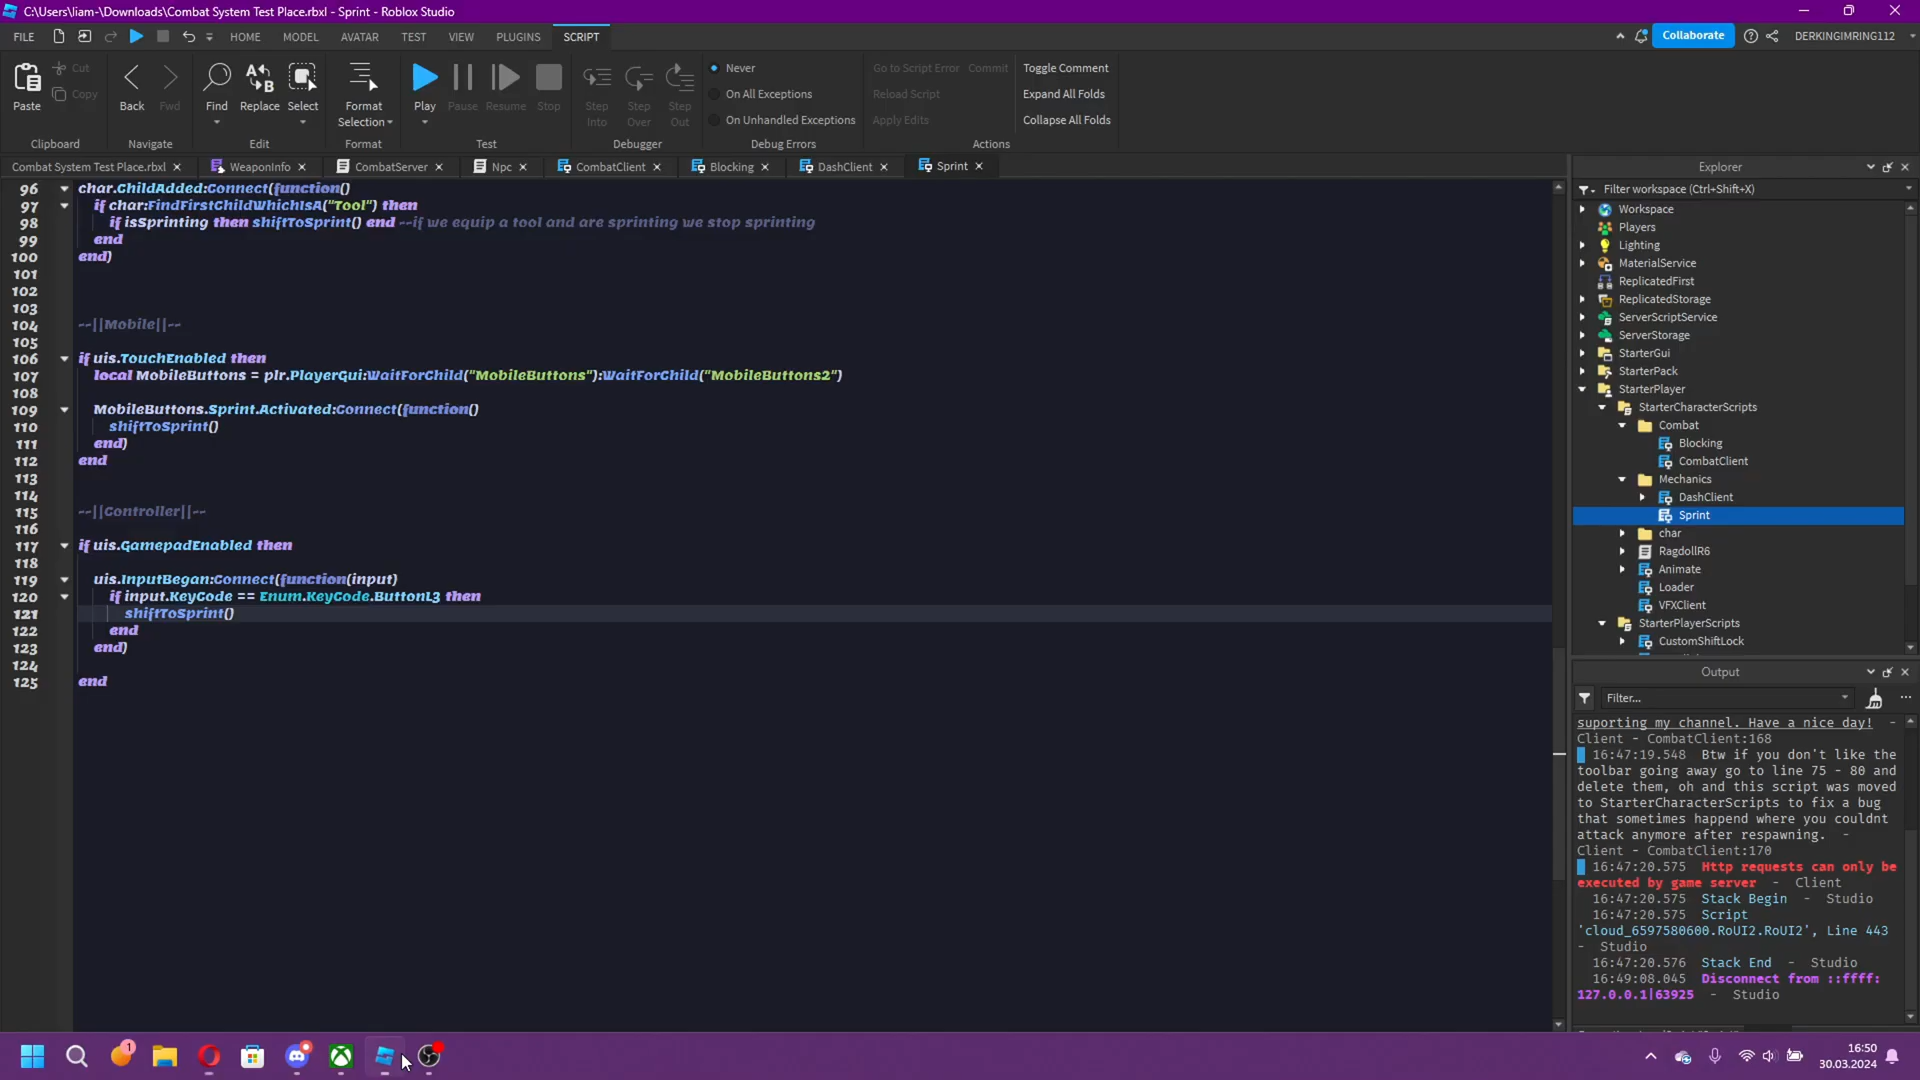 C:\Users\liam-\Downloads\Combat System Test Place.rbxl - Sprint - Roblox Studio
FILE HOME MODEL AVATAR TEST VIEW PLUGINS SCRIPT Collaborate DERKINGIMRING112
Cut Never Go to Script Error Commit Toggle Comment
Copy On All Exceptions Reload Script Expand All Folds
Paste Back Fwd Find Replace Select Format Selection Play Pause Resume Stop Step Into Step Over Step Out On Unhandled Exceptions Apply Edits Collapse All Folds
Clipboard Navigate Edit Format Test Debugger Debug Errors Actions
Combat System Test Place.rbxl WeaponInfo CombatServer Npc CombatClient Blocking DashClient Sprint
96 char.ChildAdded:Connect(function()
97 if char:FindFirstChildWhichIsA("Tool") then
98 if isSprinting then shiftToSprint() end --if we equip a tool and are sprinting we stop sprinting
99 end
100 end)
101
102
103
104 --||Mobile||--
105
106 if uis.TouchEnabled then
107 local MobileButtons = plr.PlayerGui:WaitForChild("MobileButtons"):WaitForChild("MobileButtons2")
108
109 MobileButtons.Sprint.Activated:Connect(function()
110 shiftToSprint()
111 end)
112 end
113
114
115 --||Controller||--
116
117 if uis.GamepadEnabled then
118
119 uis.InputBegan:Connect(function(input)
120 if input.KeyCode == Enum.KeyCode.ButtonL3 then
121 shiftToSprint()
122 end
123 end)
124
125 end
Explorer
Filter workspace (Ctrl+Shift+X)
Workspace
Players
Lighting
MaterialService
ReplicatedFirst
ReplicatedStorage
ServerScriptService
ServerStorage
StarterGui
StarterPack
StarterPlayer
StarterCharacterScripts
Combat
Blocking
CombatClient
Mechanics
DashClient
Sprint
char
RagdollR6
Animate
Loader
VFXClient
StarterPlayerScripts
CustomShiftLock
Output
Filter...
suporting my channel. Have a nice day! -
Client - CombatClient:168
16:47:19.548 Btw if you don't like the
toolbar going away go to line 75 - 80 and
delete them, oh and this script was moved
to StarterCharacterScripts to fix a bug
that sometimes happend where you couldnt
attack anymore after respawning. -
Client - CombatClient:170
16:47:20.575 Http requests can only be
executed by game server - Client
16:47:20.575 Stack Begin - Studio
16:47:20.575 Script
'cloud_6597580600.RoUI2.RoUI2', Line 443
- Studio
16:47:20.576 Stack End - Studio
16:49:08.045 Disconnect from ::ffff:
127.0.0.1|63925 - Studio
1
16:50
30.03.2024